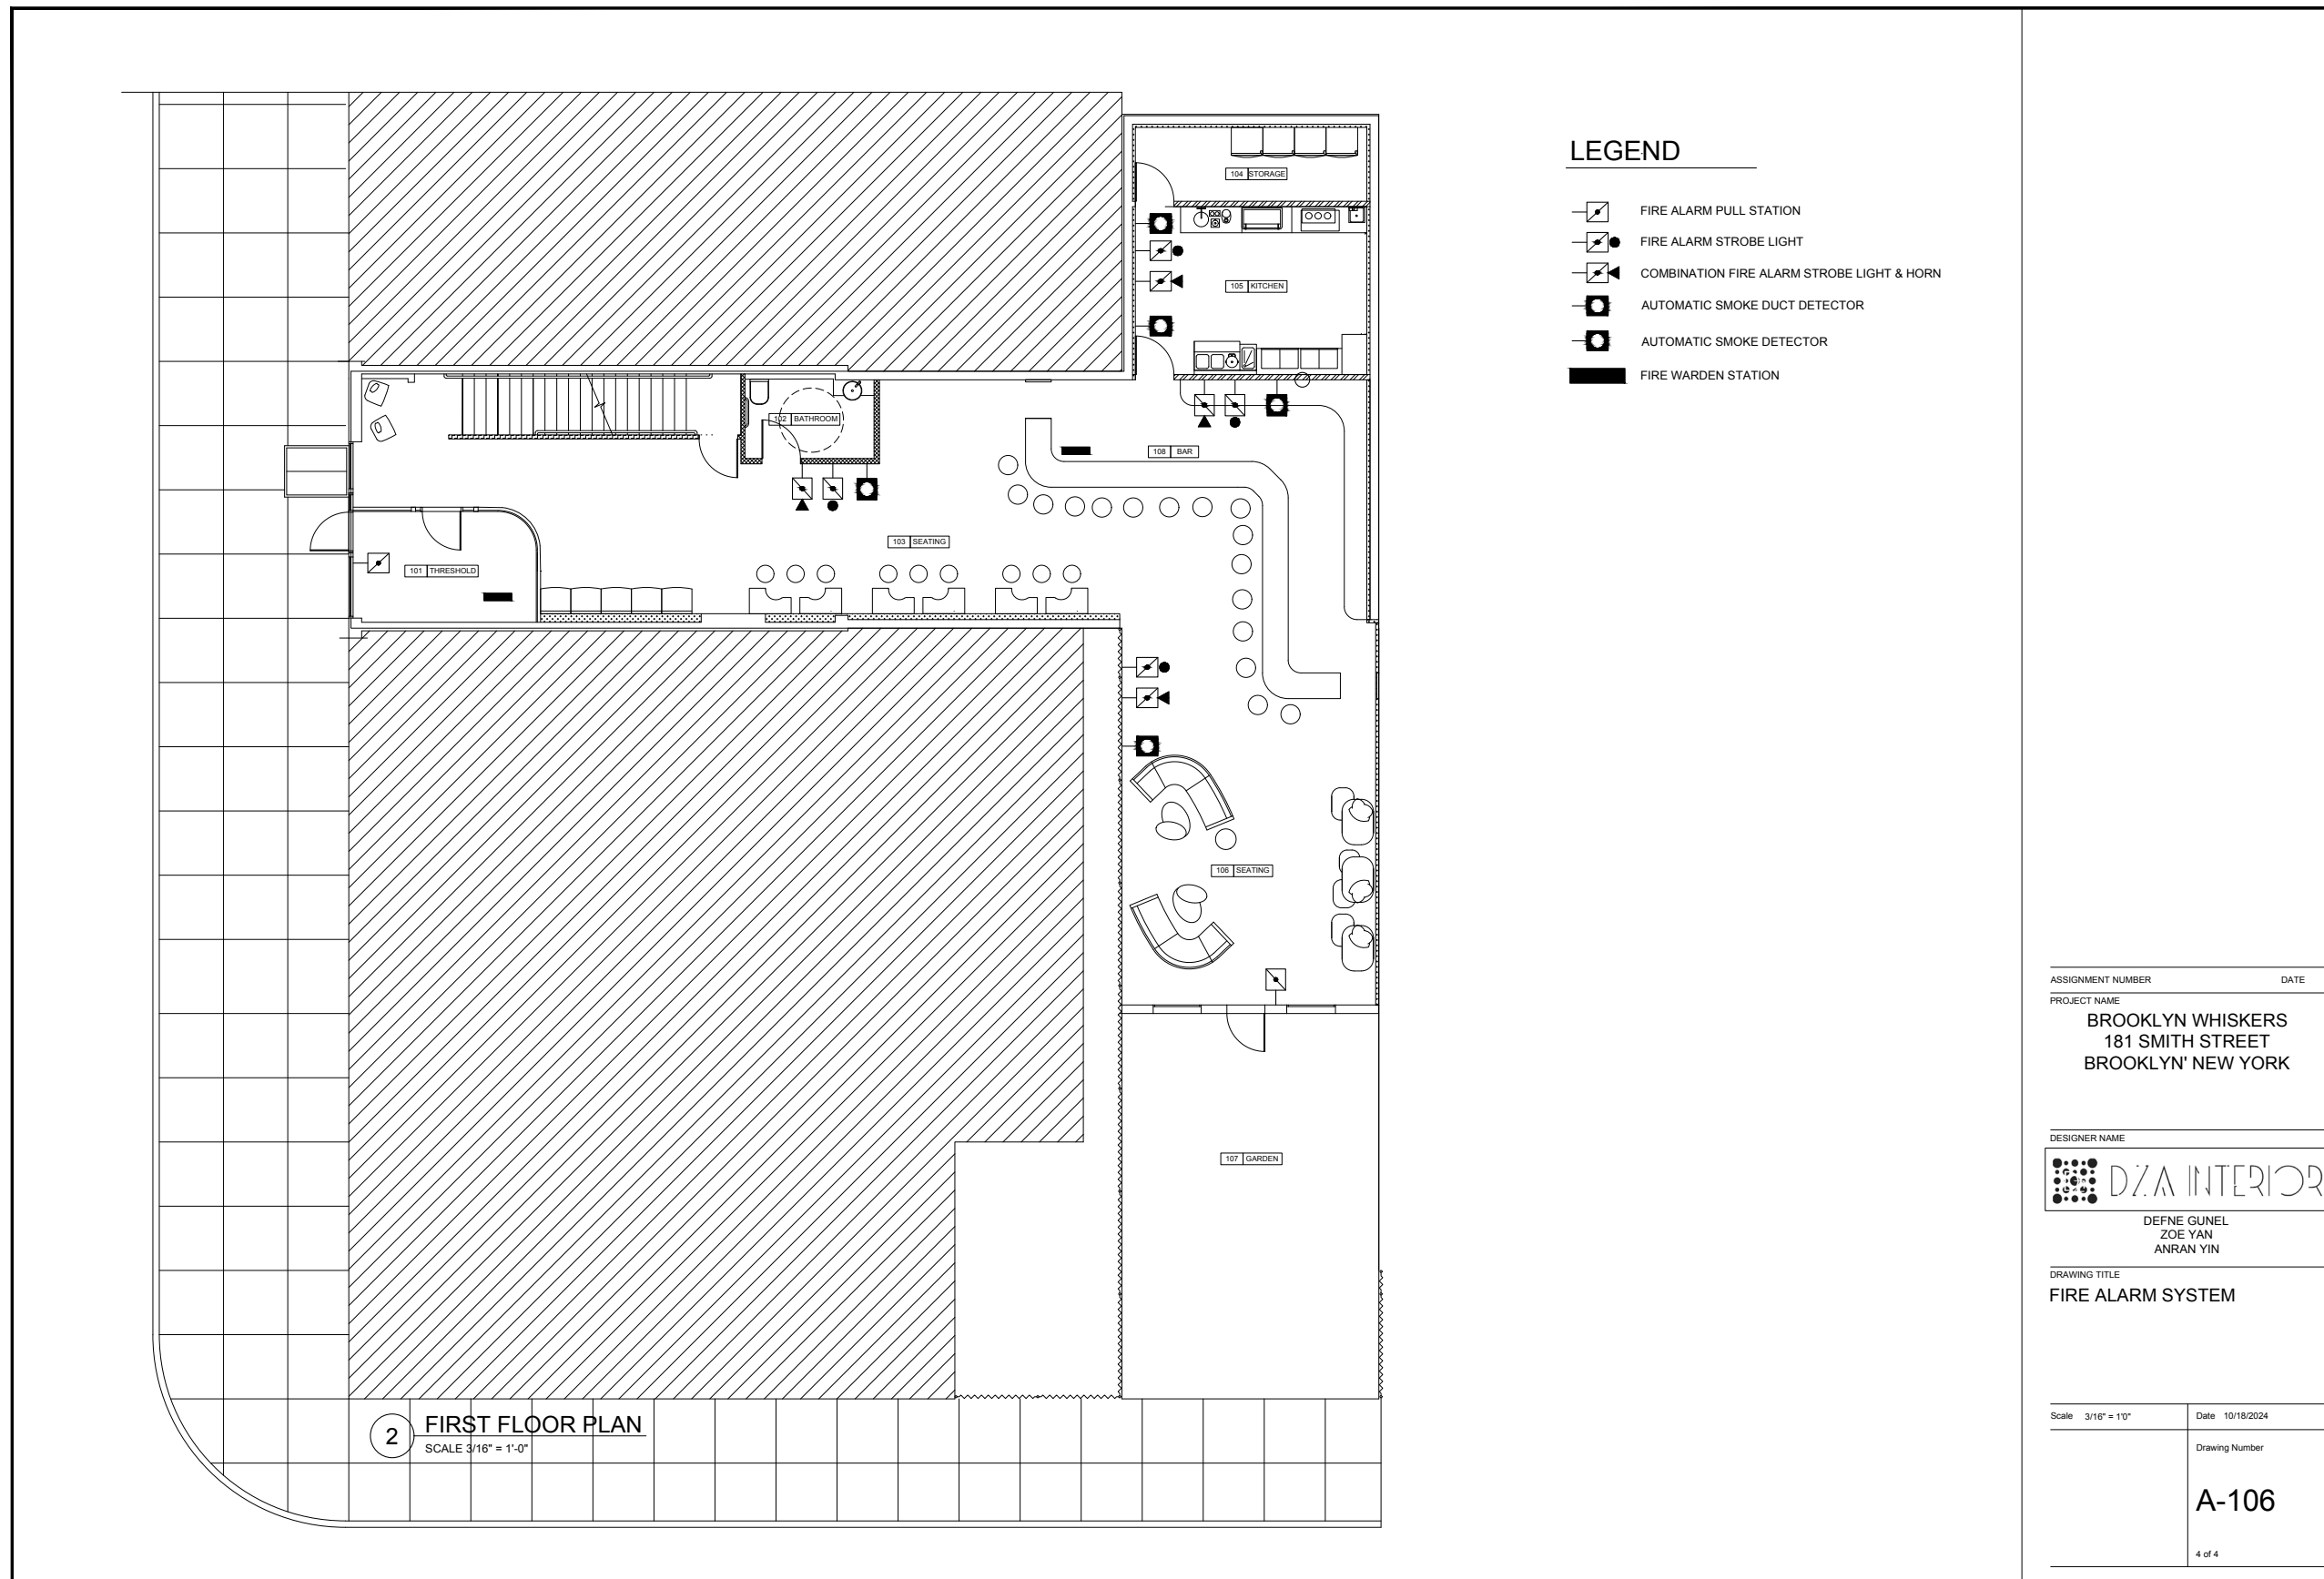 LEGEND
FIRE ALARM PULL STATION
FIRE ALARM STROBE LIGHT
COMBINATION FIRE ALARM STROBE LIGHT & HORN
AUTOMATIC SMOKE DUCT DETECTOR
AUTOMATIC SMOKE DETECTOR
FIRE WARDEN STATION
104 STORAGE
105 KITCHEN
102 BATHROOM
108 BAR
103 SEATING
101 THRESHOLD
106 SEATING
107 GARDEN
2 FIRST FLOOR PLAN
SCALE 3/16" = 1'-0"
ASSIGNMENT NUMBER DATE
PROJECT NAME
BROOKLYN WHISKERS
181 SMITH STREET
BROOKLYN' NEW YORK
DESIGNER NAME
DZA INTERIOR
DEFNE GUNEL
ZOE YAN
ANRAN YIN
DRAWING TITLE
FIRE ALARM SYSTEM
Scale 3/16" = 1'0" Date 10/18/2024
Drawing Number
A-106
4 of 4